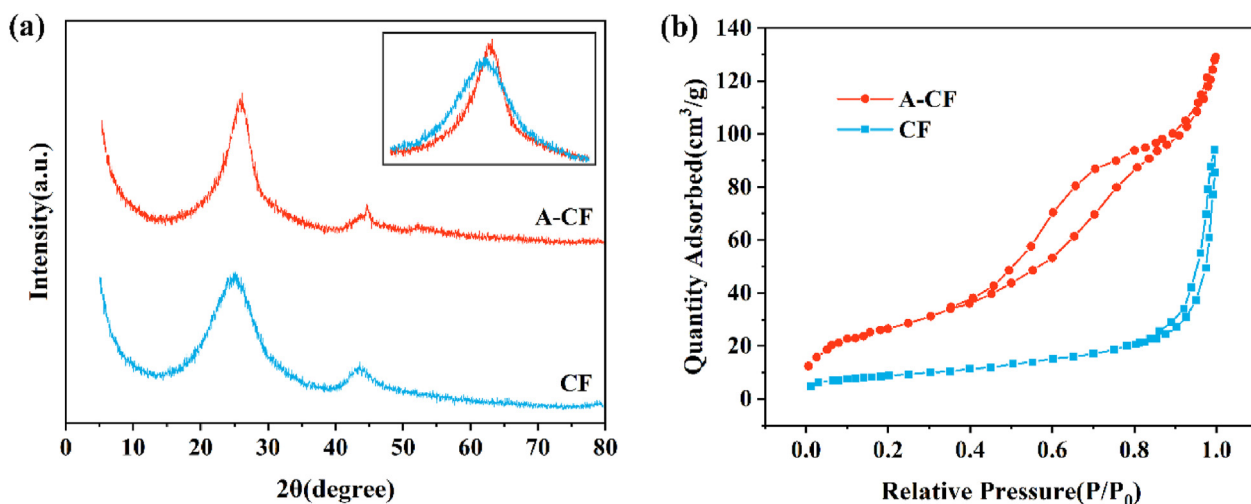 (a)
Intensity(a.u.)
A-CF
CF
0 10 20 30 40 50 60 70 80
2θ(degree)
(b)
Quantity Adsorbed(cm³/g)
140
120
100
80
60
40
20
0
A-CF
CF
0.0 0.2 0.4 0.6 0.8 1.0
Relative Pressure(P/P₀)